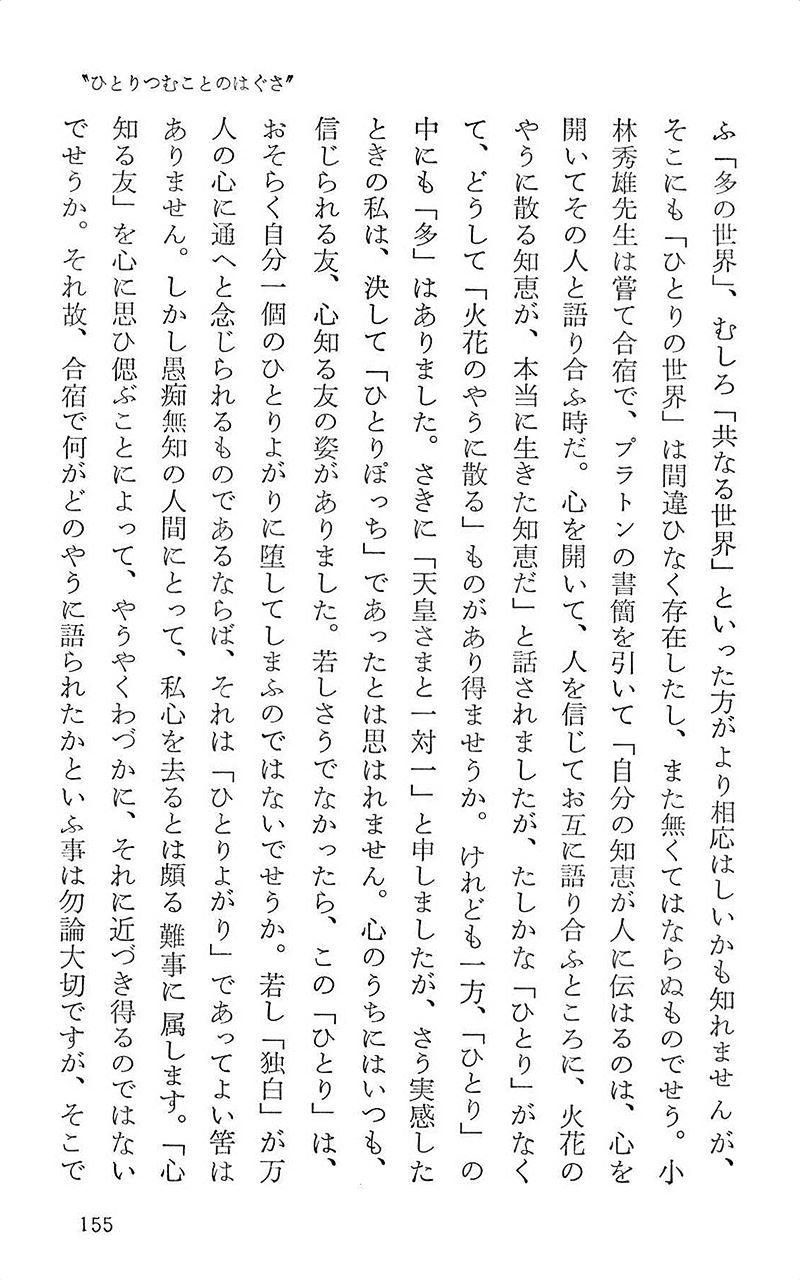 〝ひとりつむことのはぐさ〟
ふ「多の世界」、むしろ「共なる世界」といった方がより相応はしいかも知れませんが、
そこにも「ひとりの世界」は間違ひなく存在したし、また無くてはならぬものでせう。小
林秀雄先生は嘗て合宿で、プラトンの書簡を引いて「自分の知恵が人に伝はるのは、心を
開いてその人と語り合ふ時だ。心を開いて、人を信じてお互に語り合ふところに、火花の
やうに散る知恵が、本当に生きた知恵だ」と話されましたが、たしかな「ひとり」がなく
て、どうして「火花のやうに散る」ものがあり得ませうか。けれども一方、「ひとり」の
中にも「多」はありました。さきに「天皇さまと一対一」と申しましたが、さう実感した
ときの私は、決して「ひとりぽっち」であったとは思はれません。心のうちにはいつも、
信じられる友、心知る友の姿がありました。若しさうでなかったら、この「ひとり」は、
おそらく自分一個のひとりよがりに堕してしまふのではないでせうか。若し「独白」が万
人の心に通へと念じられるものであるならば、それは「ひとりよがり」であってよい筈は
ありません。しかし愚痴無知の人間にとって、私心を去るとは頗る難事に属します。「心
知る友」を心に思ひ偲ぶことによって、やうやくわづかに、それに近づき得るのではない
でせうか。それ故、合宿で何がどのやうに語られたかといふ事は勿論大切ですが、そこで
155